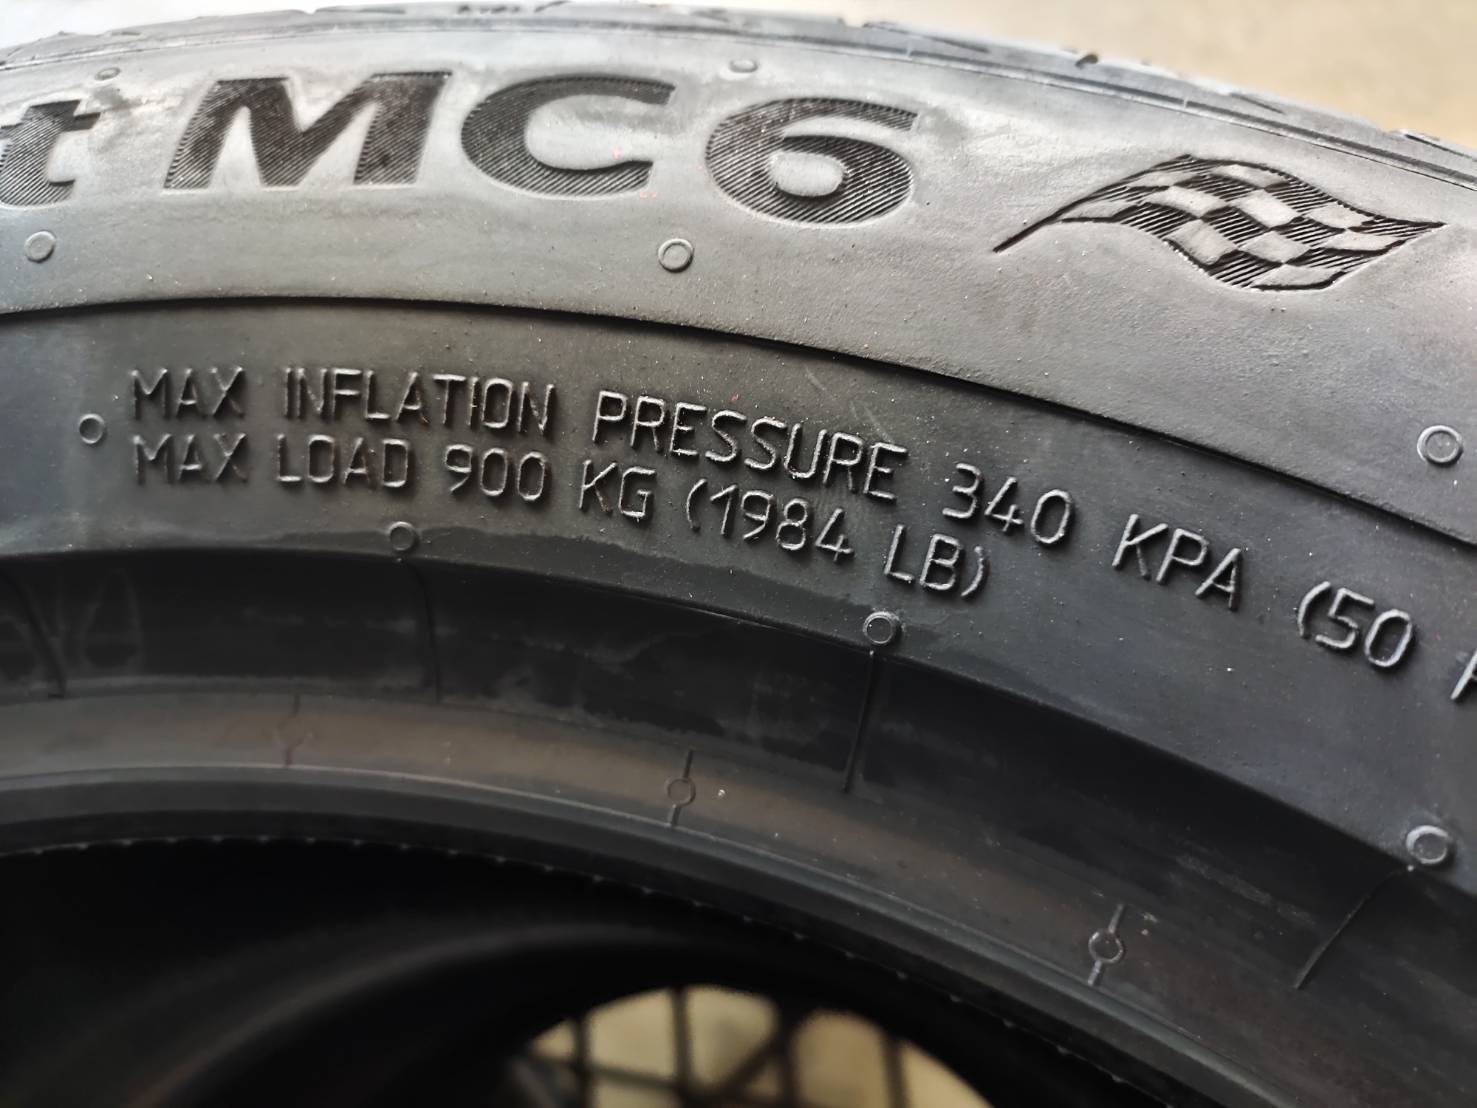 t MC6
MAX INFLATION PRESSURE 340 KPA (50
MAX LOAD 900 KG (1984 LB)